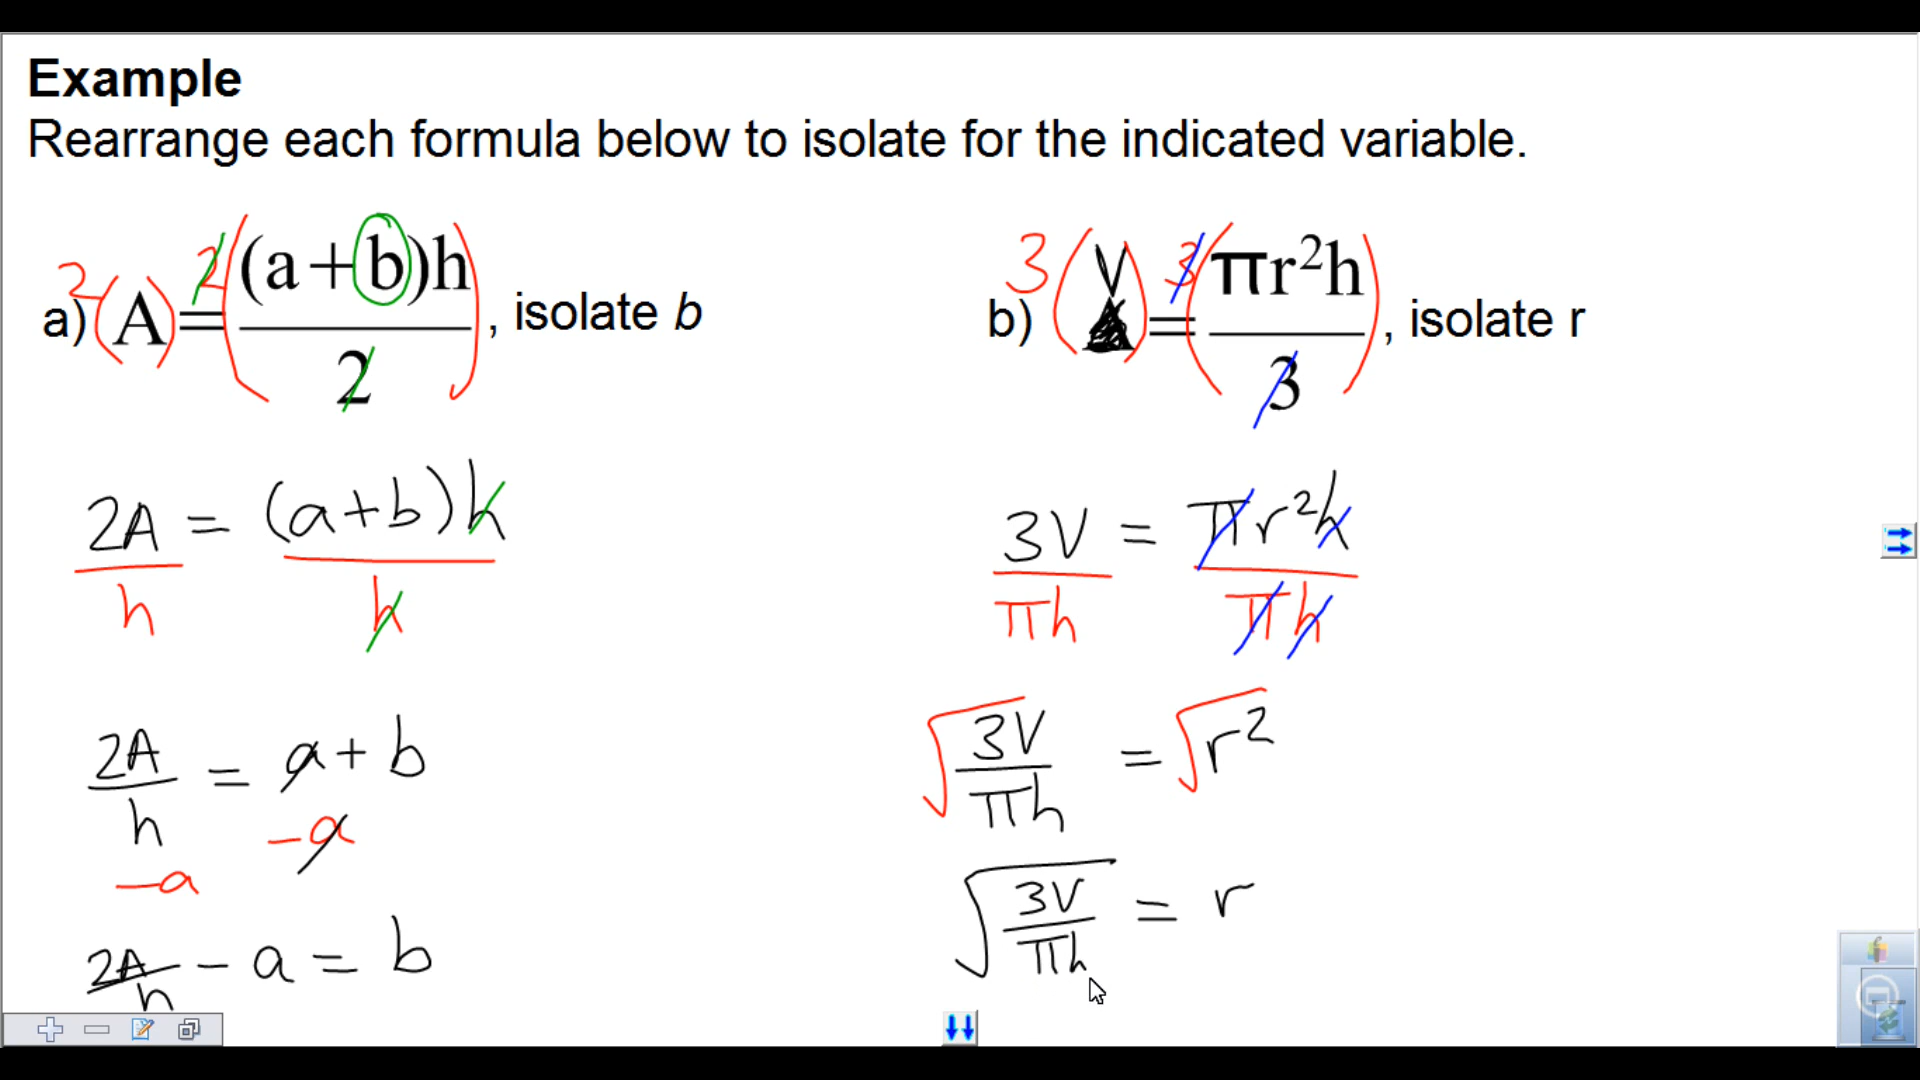 Example
Rearrange each formula below to isolate for the indicated variable.
a) 2(A) = 2((a+b)h/2), isolate b
2A/h = (a+b)h/h
2A/h = a + b
-a -a
2A/h - a = b
b) 3(V) = 3(πr²h/3), isolate r
3V/πh = πr²h/πh
√(3V/πh) = √r²
√(3V/πh) = r